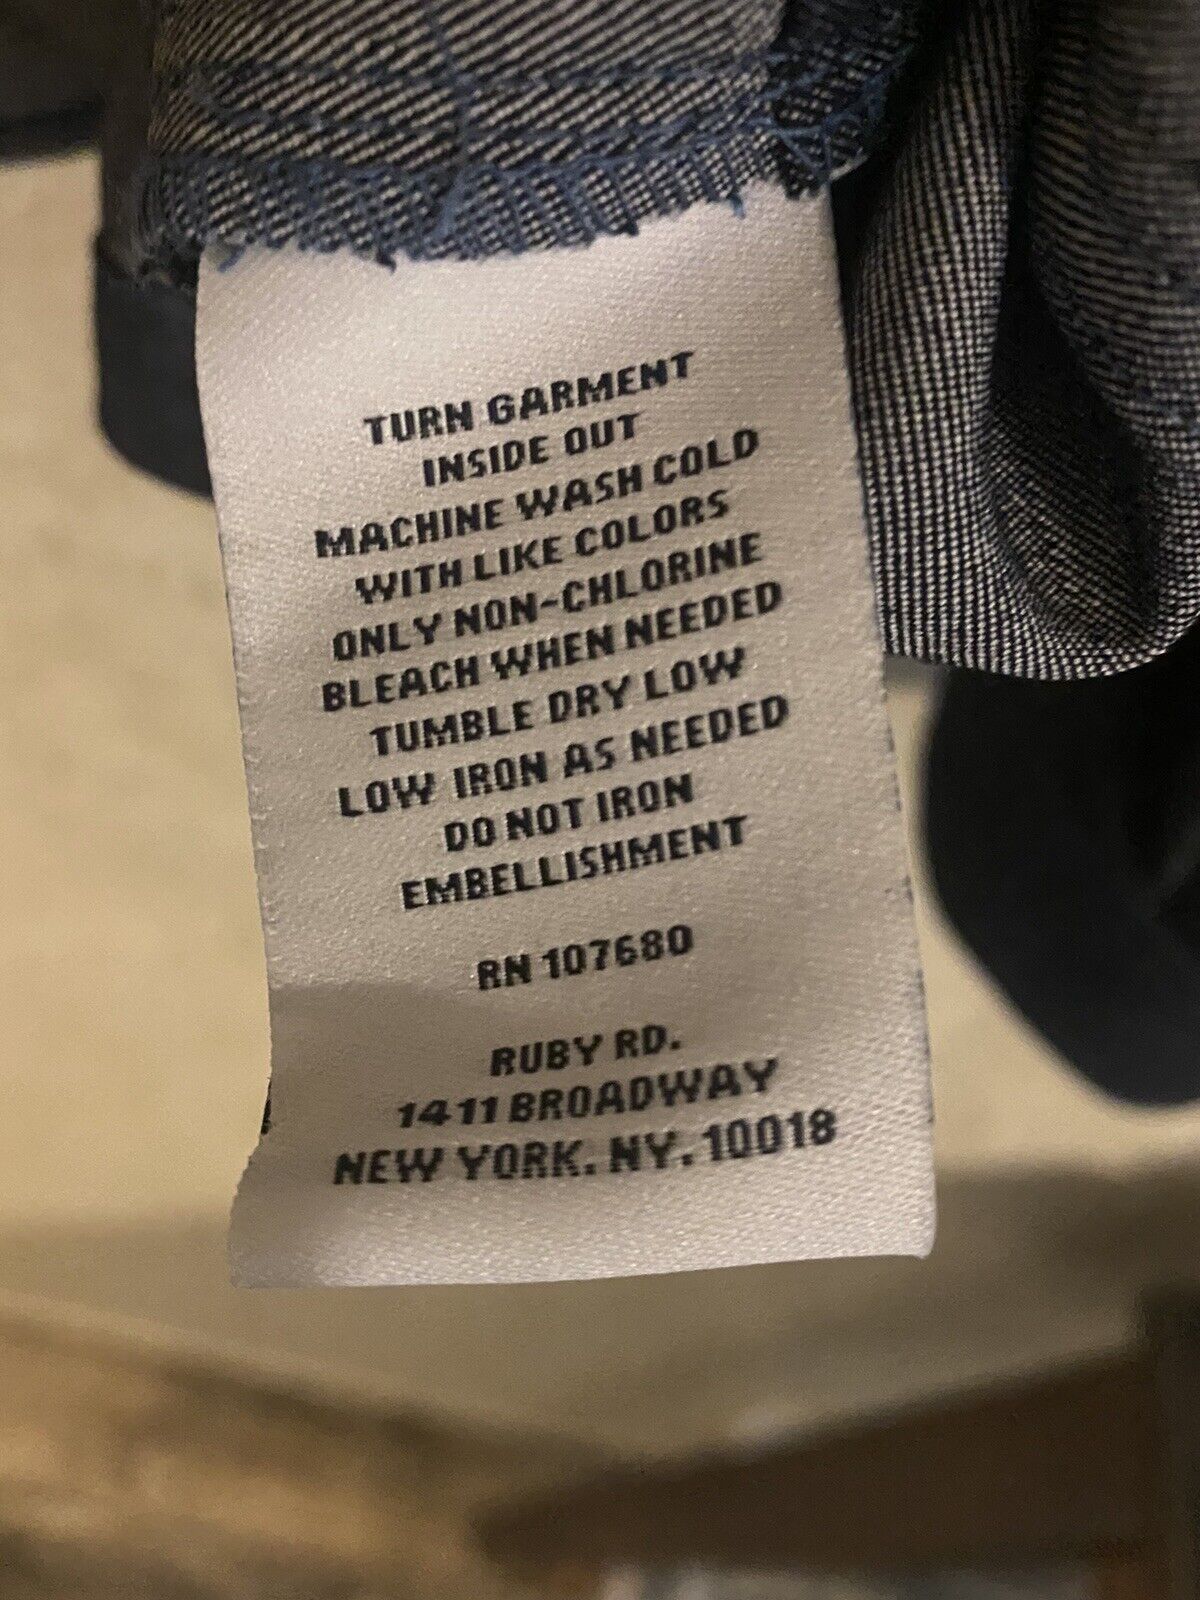 TURN GARMENT
INSIDE OUT
MACHINE WASH COLD
WITH LIKE COLORS
ONLY NON-CHLORINE
BLEACH WHEN NEEDED
TUMBLE DRY LOW
LOW IRON AS NEEDED
DO NOT IRON
EMBELLISHMENT
RN 107680
RUBY RD.
1411 BROADWAY
NEW YORK. NY. 10018